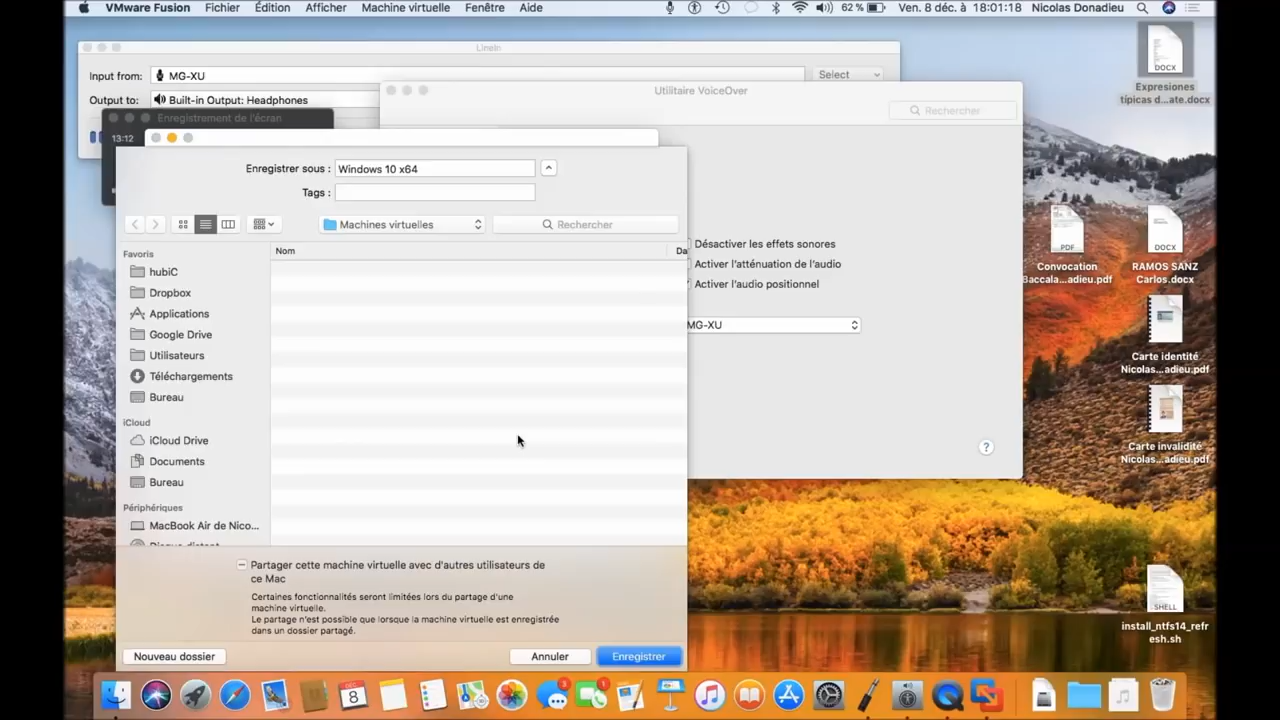 VMware Fusion Fichier Édition Afficher Machine virtuelle Fenêtre Aide 62 % Ven. 8 déc. à 18:01:18 Nicolas Donadieu
LineIn
Input from: MG-XU Select
Output to: Built-in Output: Headphones
Utilitaire VoiceOver
Rechercher
Enregistrement de l'écran
13:12
Enregistrer sous : Windows 10 x64
Tags :
Machines virtuelles
Rechercher
Nom
Da
Favoris
hubiC
Dropbox
Applications
Google Drive
Utilisateurs
Téléchargements
Bureau
iCloud
iCloud Drive
Documents
Bureau
Périphériques
MacBook Air de Nico...
Disque distant
Partager cette machine virtuelle avec d'autres utilisateurs de
ce Mac
Certaines fonctionnalités seront limitées lors du partage d'une
machine virtuelle.
Le partage n'est possible que lorsque la machine virtuelle est enregistrée
dans un dossier partagé.
Nouveau dossier
Annuler
Enregistrer
Désactiver les effets sonores
Activer l'atténuation de l'audio
Activer l'audio positionnel
MG-XU
?
DOCX
Expresiones
típicas d...ate.docx
PDF
Convocation
Baccala...adieu.pdf
DOCX
RAMOS SANZ
Carlos.docx
Carte identité
Nicolas...adieu.pdf
Carte invalidité
Nicolas...adieu.pdf
SHELL
install_ntfs14_refr
esh.sh
8
3
1